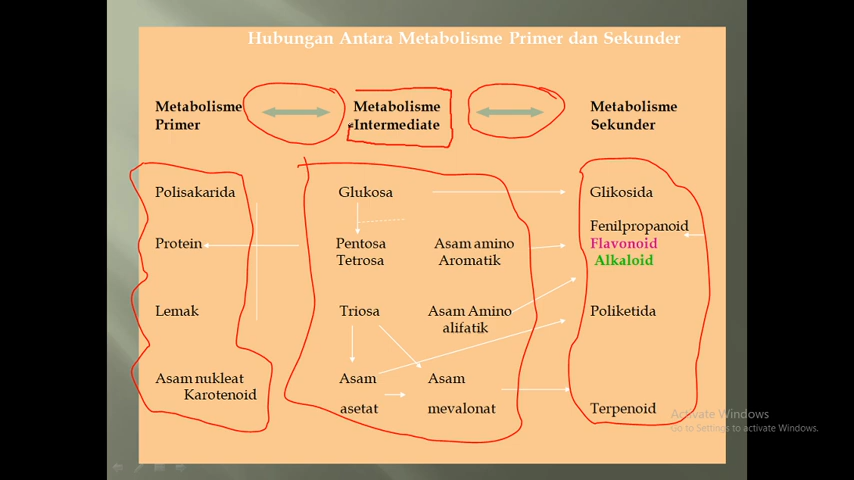 Hubungan Antara Metabolisme Primer dan Sekunder
Metabolisme
Primer
Metabolisme
Intermediate
Metabolisme
Sekunder
Polisakarida
Glukosa
Glikosida
Protein
Pentosa
Tetrosa
Asam amino
Aromatik
Fenilpropanoid
Flavonoid
Alkaloid
Lemak
Triosa
Asam Amino
alifatik
Poliketida
Asam nukleat
Karotenoid
Asam
asetat
Asam
mevalonat
Terpenoid
Activate Windows
Go to Settings to activate Windows.